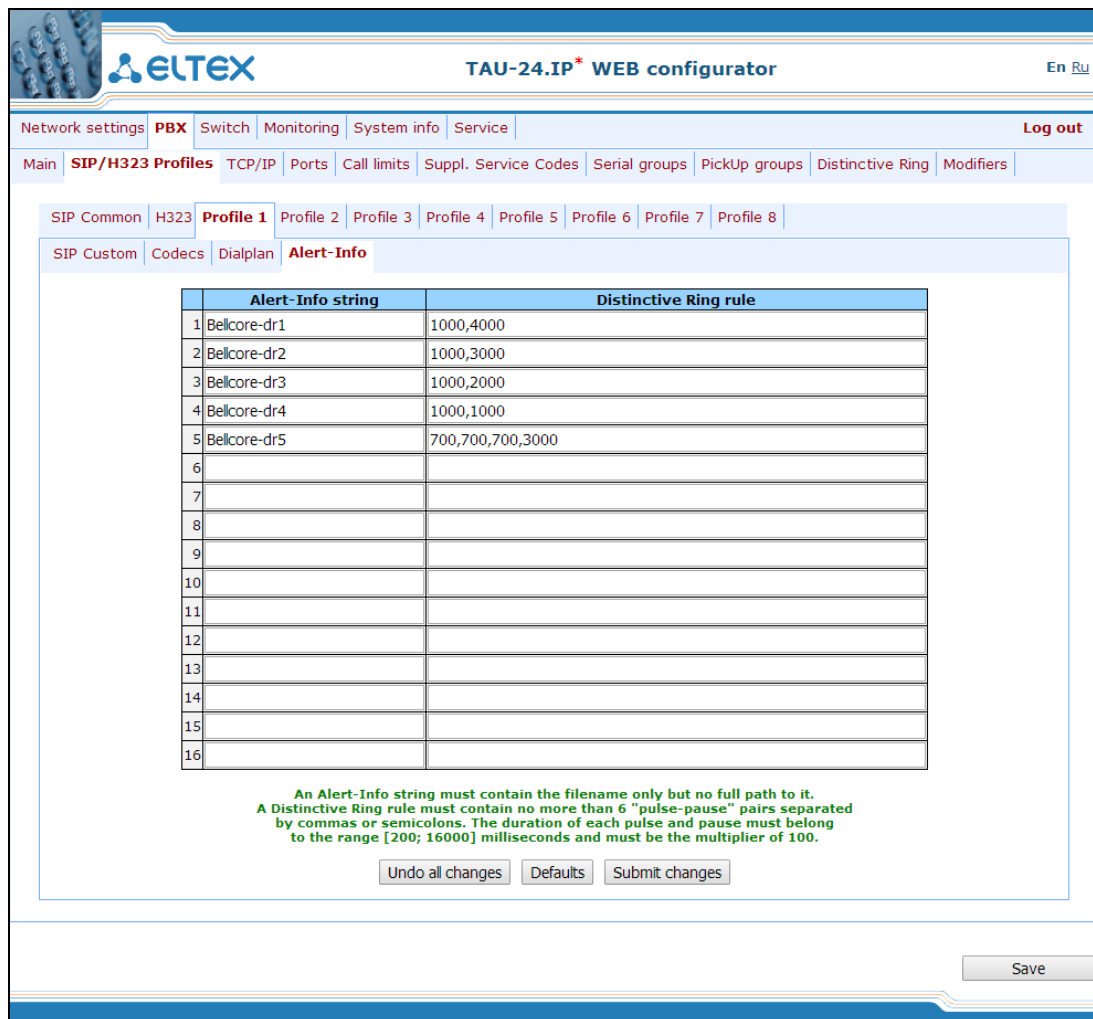 ELTEX
TAU-24.IP* WEB configurator
En Ru
Network settings PBX Switch Monitoring System info Service Log out
Main SIP/H323 Profiles TCP/IP Ports Call limits Suppl. Service Codes Serial groups PickUp groups Distinctive Ring Modifiers
SIP Common H323 Profile 1 Profile 2 Profile 3 Profile 4 Profile 5 Profile 6 Profile 7 Profile 8
SIP Custom Codecs Dialplan Alert-Info
Alert-Info string Distinctive Ring rule
1 Bellcore-dr1 1000,4000
2 Bellcore-dr2 1000,3000
3 Bellcore-dr3 1000,2000
4 Bellcore-dr4 1000,1000
5 Bellcore-dr5 700,700,700,3000
6
7
8
9
10
11
12
13
14
15
16
An Alert-Info string must contain the filename only but no full path to it.
A Distinctive Ring rule must contain no more than 6 "pulse-pause" pairs separated
by commas or semicolons. The duration of each pulse and pause must belong
to the range [200; 16000] milliseconds and must be the multiplier of 100.
Undo all changes Defaults Submit changes
Save